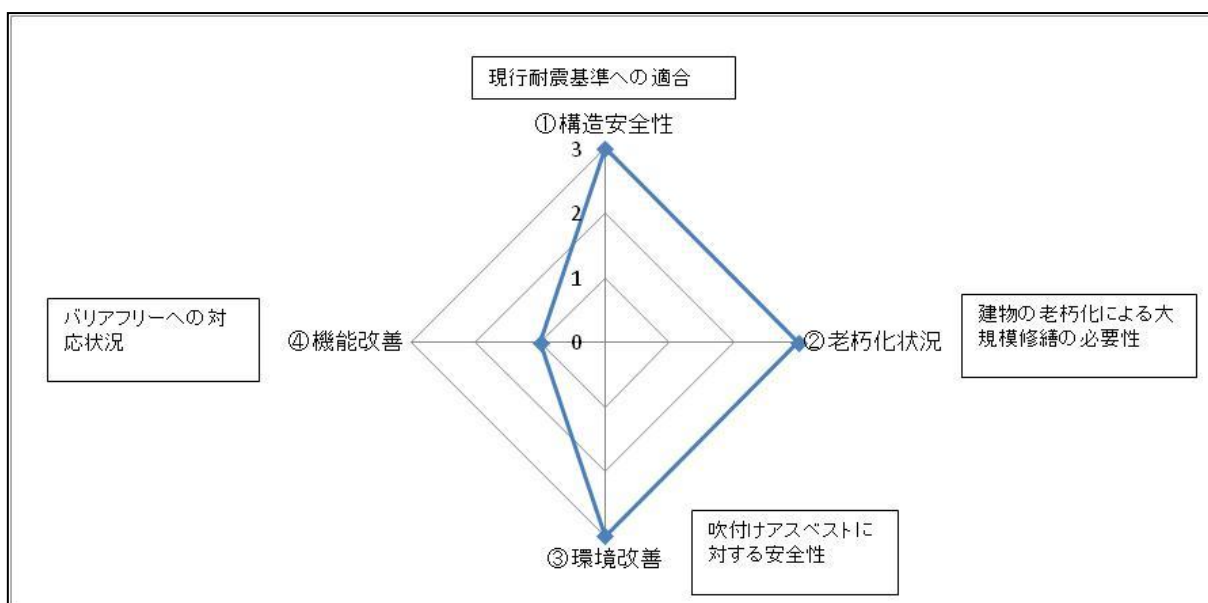 現行耐震基準への適合
①構造安全性
3
2
1
バリアフリーへの対
応状況
④機能改善
0
②老朽化状況
建物の老朽化による大
規模修繕の必要性
吹付けアスベストに
対する安全性
③環境改善